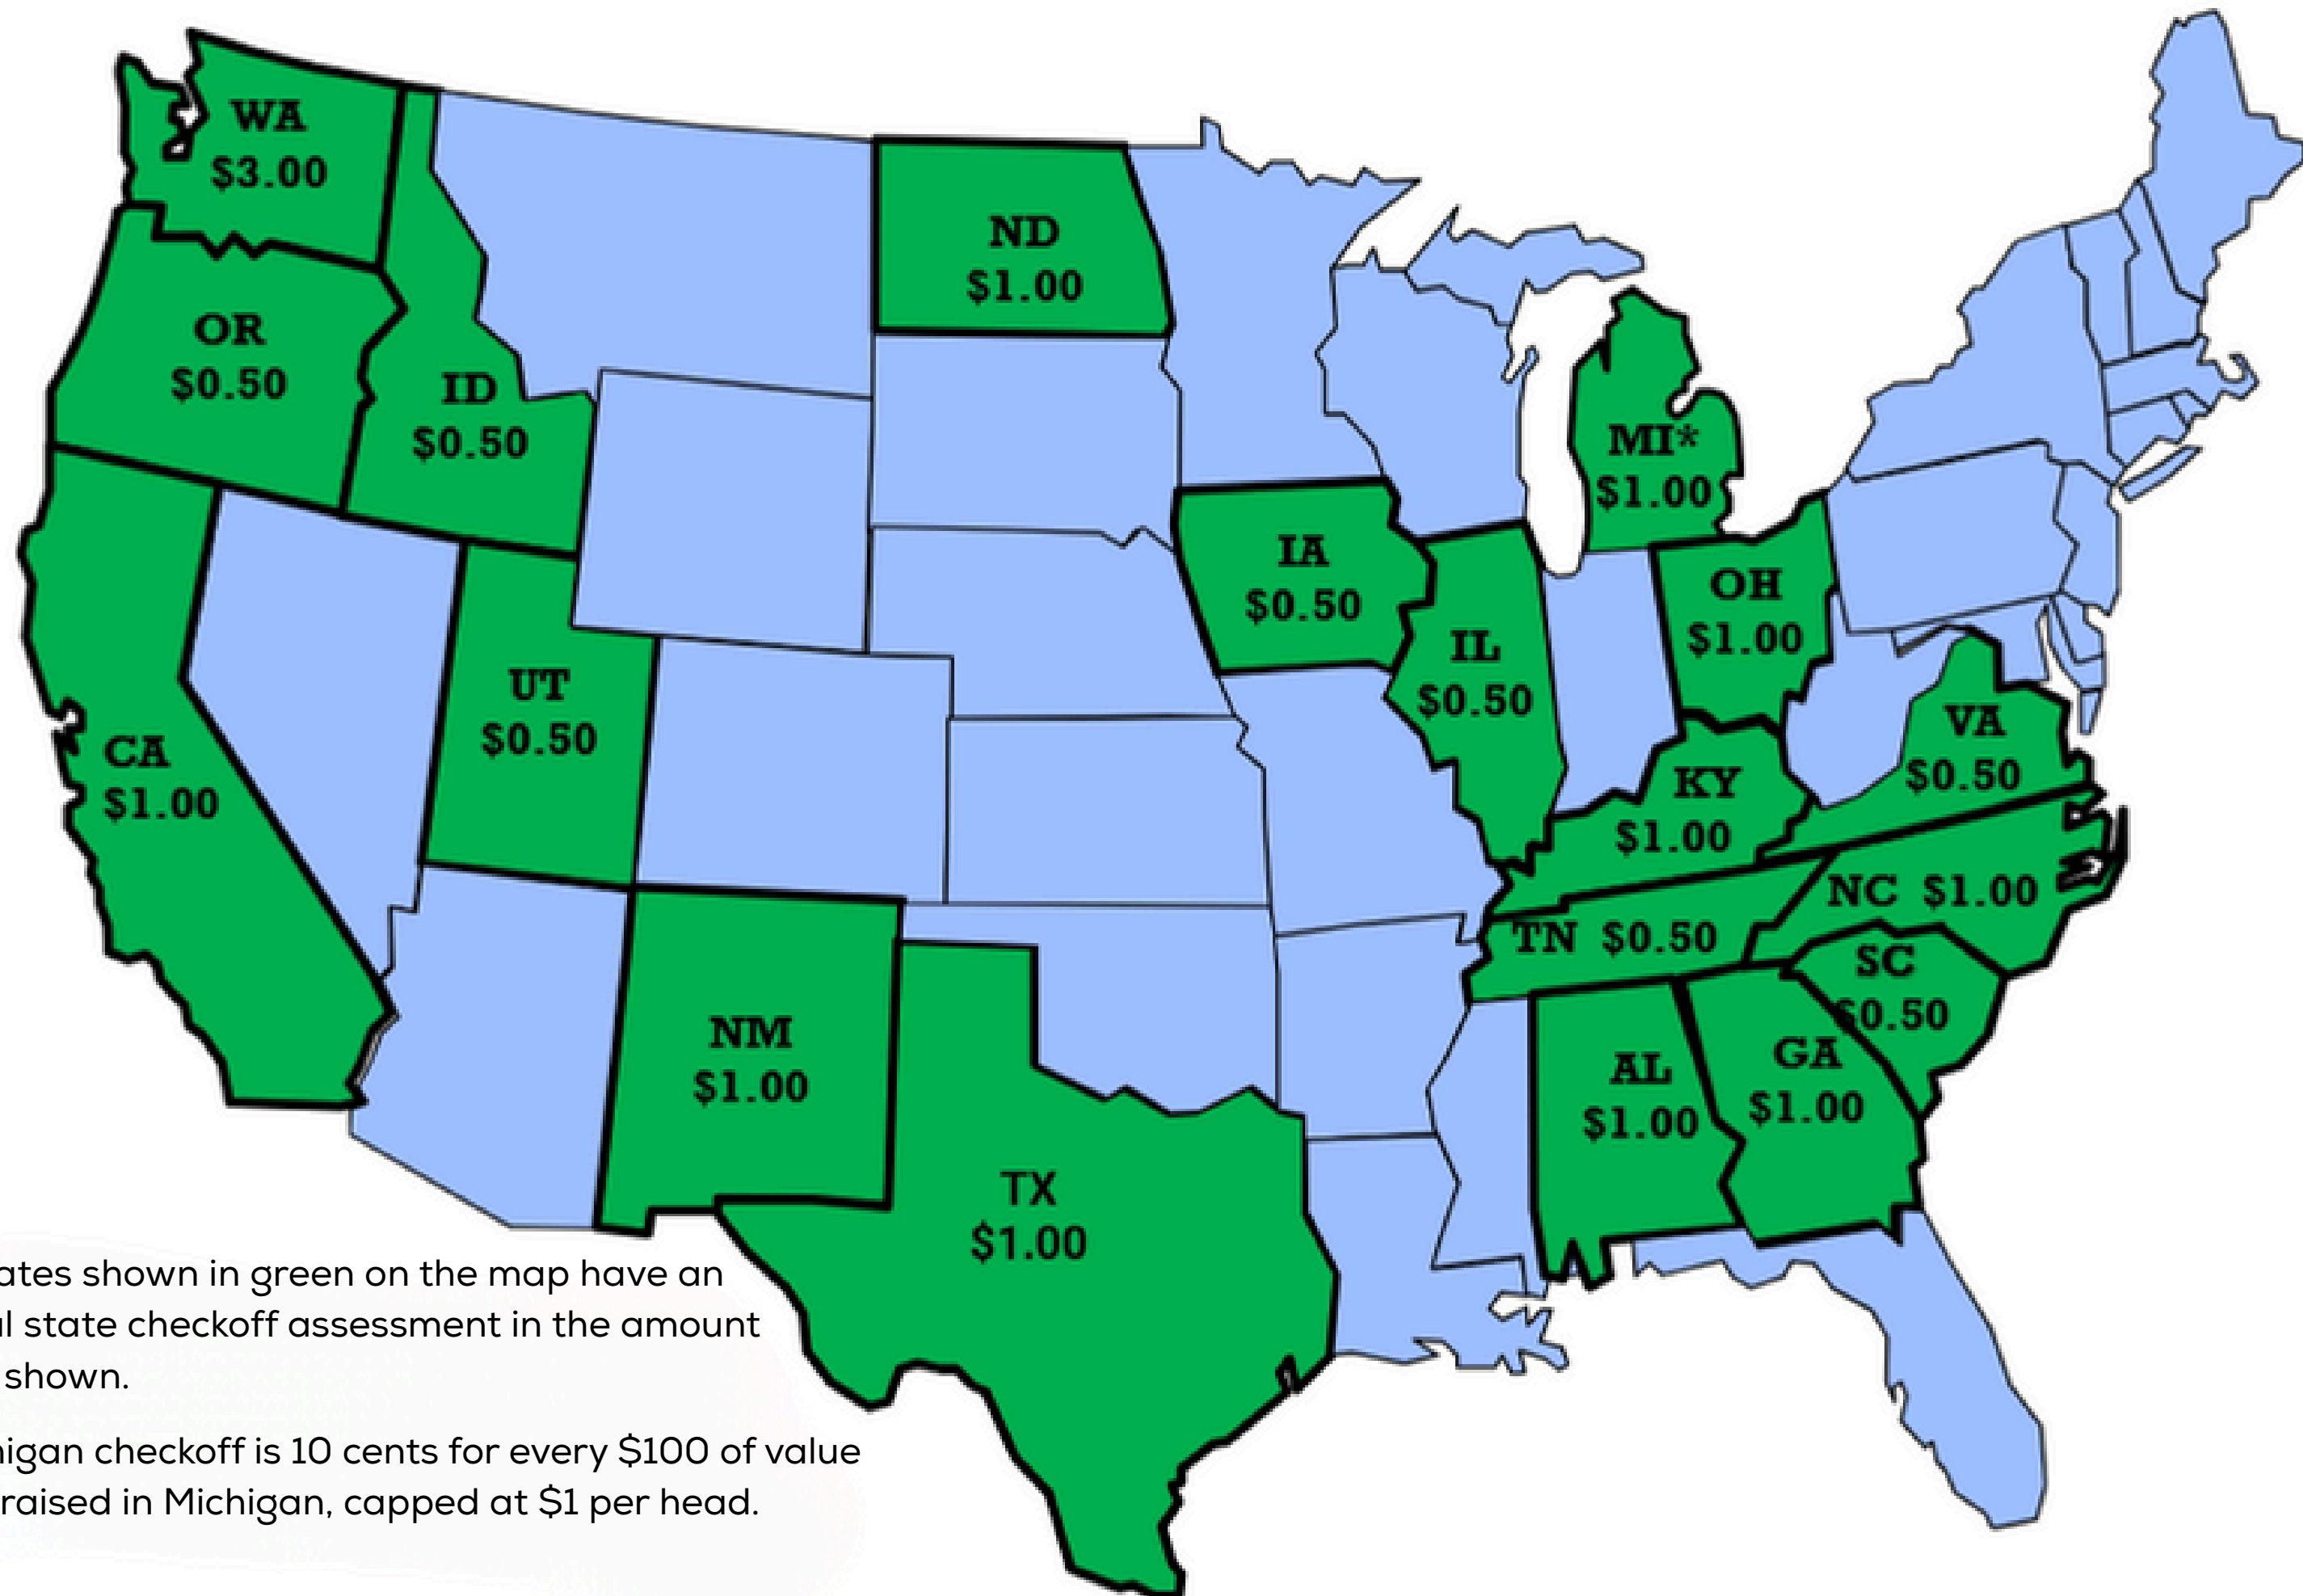 WA
$3.00
ND
$1.00
OR
$0.50
ID
$0.50
MI*
$1.00
IA
$0.50
OH
$1.00
IL
$0.50
UT
$0.50
VA
$0.50
CA
$1.00
KY
$1.00
NC $1.00
TN $0.50
SC
$0.50
NM
$1.00
AL
$1.00
GA
$1.00
TX
$1.00
shown in green on the map have an
state checkoff assessment in the amount
shown.
checkoff is 10 cents for every $100 of value
raised in Michigan, capped at $1 per head.